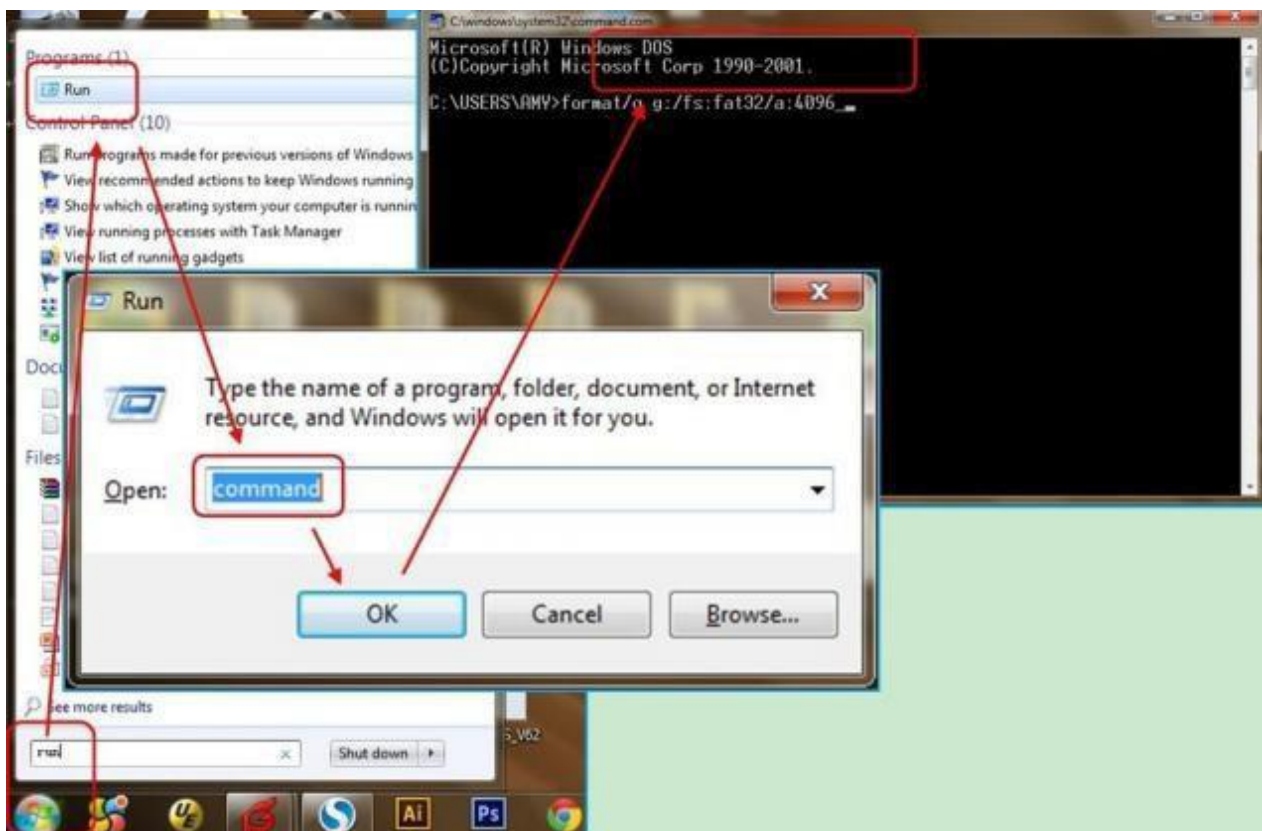 Programs (1)
Run
Control Panel (10)
Run programs made for previous versions of Windows
View recommended actions to keep Windows running
Show which operating system your computer is runnin
View running processes with Task Manager
View list of running gadgets
Docu
Files
See more results
run
Shut down
C:\windows\system32\command.com
Microsoft(R) Windows DOS
(C)Copyright Microsoft Corp 1990-2001.
C:\USERS\AMY>format/q g:/fs:fat32/a:4096_
Run
Type the name of a program, folder, document, or Internet
resource, and Windows will open it for you.
Open:
command
OK
Cancel
Browse...
S_V62
UE
Ai
Ps